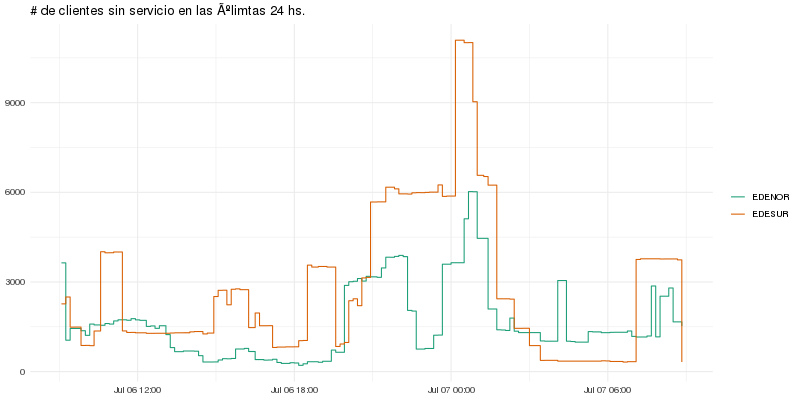 # de clientes sin servicio en las Ãºlimtas 24 hs.
9000
6000
3000
0
Jul 06 12:00
Jul 06 18:00
Jul 07 00:00
Jul 07 06:00
EDENOR
EDESUR